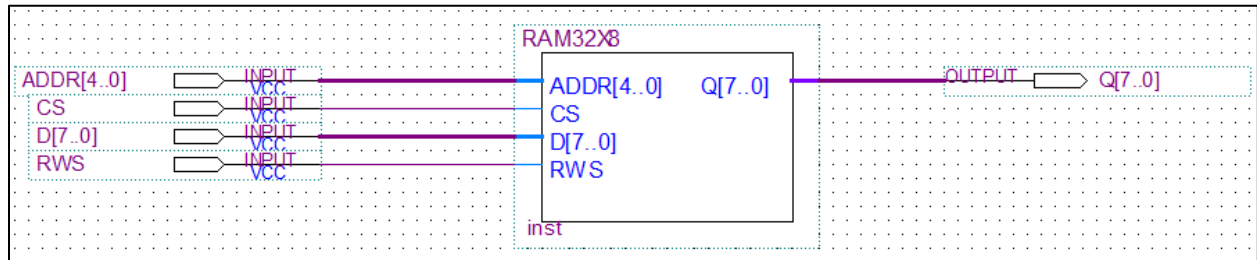 RAM32X8
ADDR[4..0] INPUT VCC ADDR[4..0] Q[7..0] OUTPUT Q[7..0]
CS INPUT VCC CS
D[7..0] INPUT VCC D[7..0]
RWS INPUT VCC RWS
inst